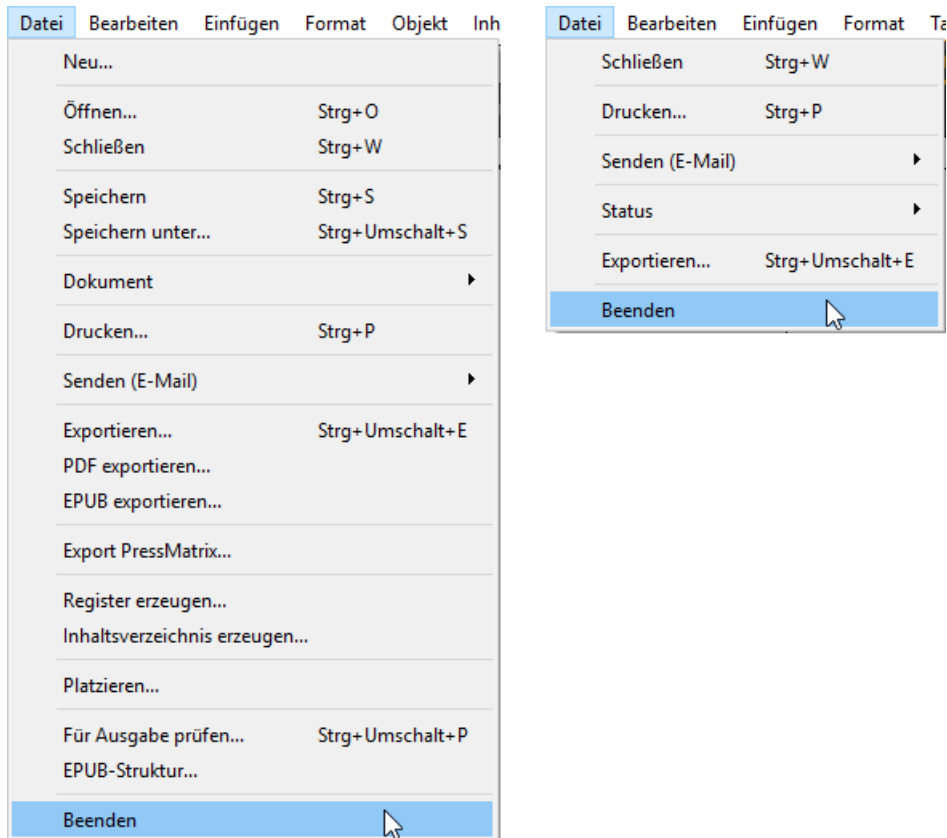 Datei Bearbeiten Einfügen Format Objekt Inh
Neu...
Öffnen... Strg+O
Schließen Strg+W
Speichern Strg+S
Speichern unter... Strg+Umschalt+S
Dokument
Drucken... Strg+P
Senden (E-Mail)
Exportieren... Strg+Umschalt+E
PDF exportieren...
EPUB exportieren...
Export PressMatrix...
Register erzeugen...
Inhaltsverzeichnis erzeugen...
Platzieren...
Für Ausgabe prüfen... Strg+Umschalt+P
EPUB-Struktur...
Beenden
Datei Bearbeiten Einfügen Format Ta
Schließen Strg+W
Drucken... Strg+P
Senden (E-Mail)
Status
Exportieren... Strg+Umschalt+E
Beenden